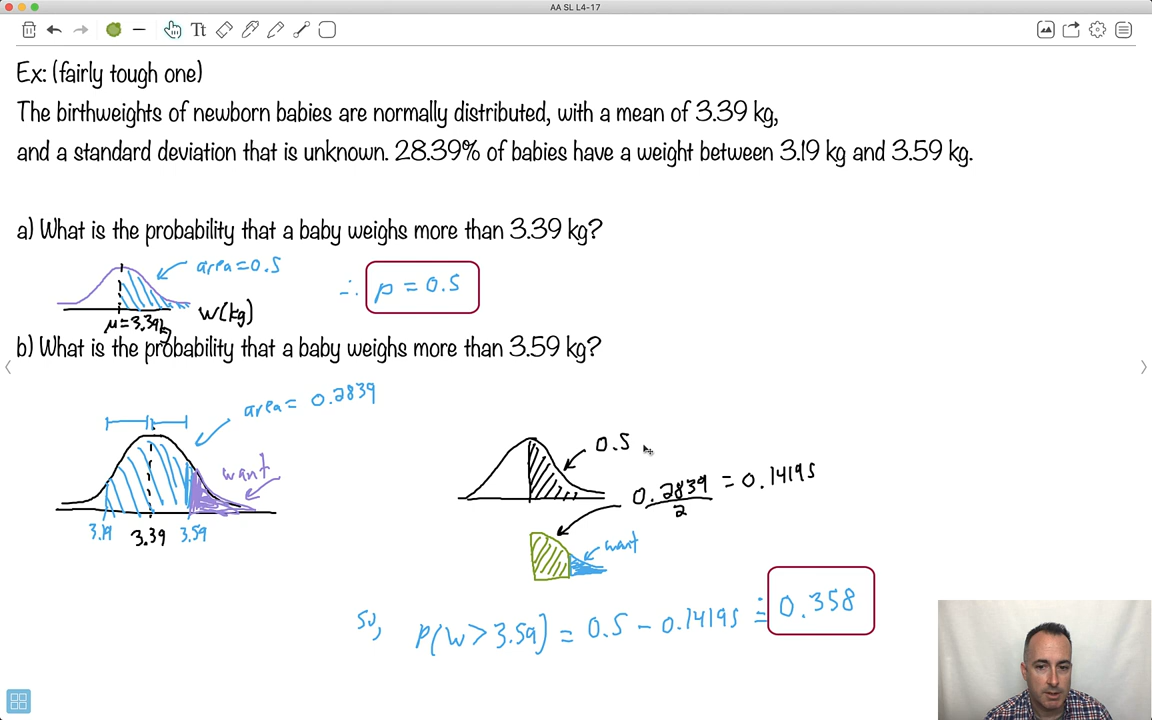 AA SL L4-17
Tt
Ex: (fairly tough one)
The birthweights of newborn babies are normally distributed, with a mean of 3.39 kg,
and a standard deviation that is unknown. 28.39% of babies have a weight between 3.19 kg and 3.59 kg.
a) What is the probability that a baby weighs more than 3.39 kg?
area = 0.5
∴ p = 0.5
μ = 3.39kg
W(kg)
b) What is the probability that a baby weighs more than 3.59 kg?
area = 0.2839
want
3.19 3.39 3.59
0.5
0.2839/2 = 0.14195
want
so, P(W > 3.59) = 0.5 - 0.14195 ≐ 0.358